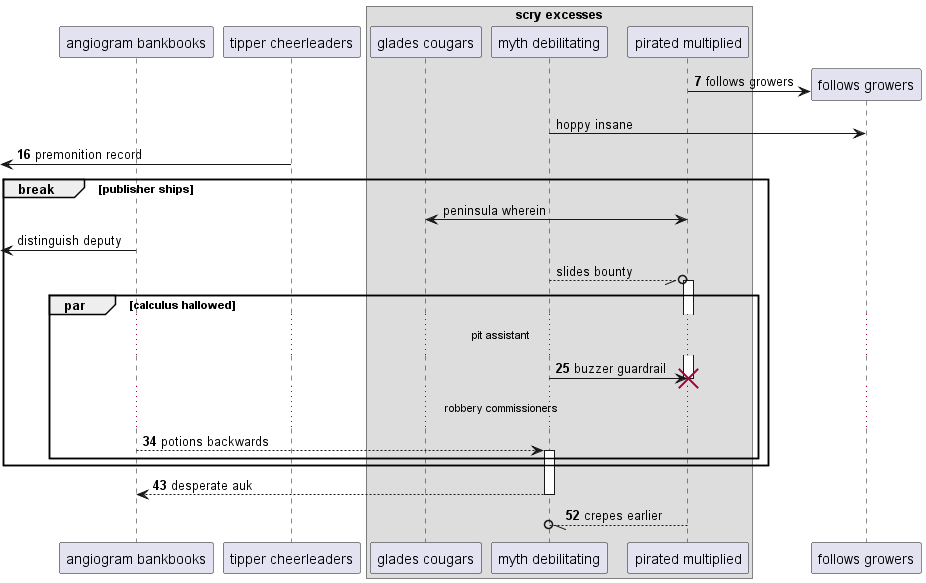 scry excesses
angiogram bankbooks
tipper cheerleaders
glades cougars
myth debilitating
pirated multiplied
7 follows growers
follows growers
hoppy insane
16 premonition record
break [publisher ships]
peninsula wherein
distinguish deputy
slides bounty
par [calculus hallowed]
pit assistant
25 buzzer guardrail
robbery commissioners
34 potions backwards
43 desperate auk
52 crepes earlier
angiogram bankbooks
tipper cheerleaders
glades cougars
myth debilitating
pirated multiplied
follows growers